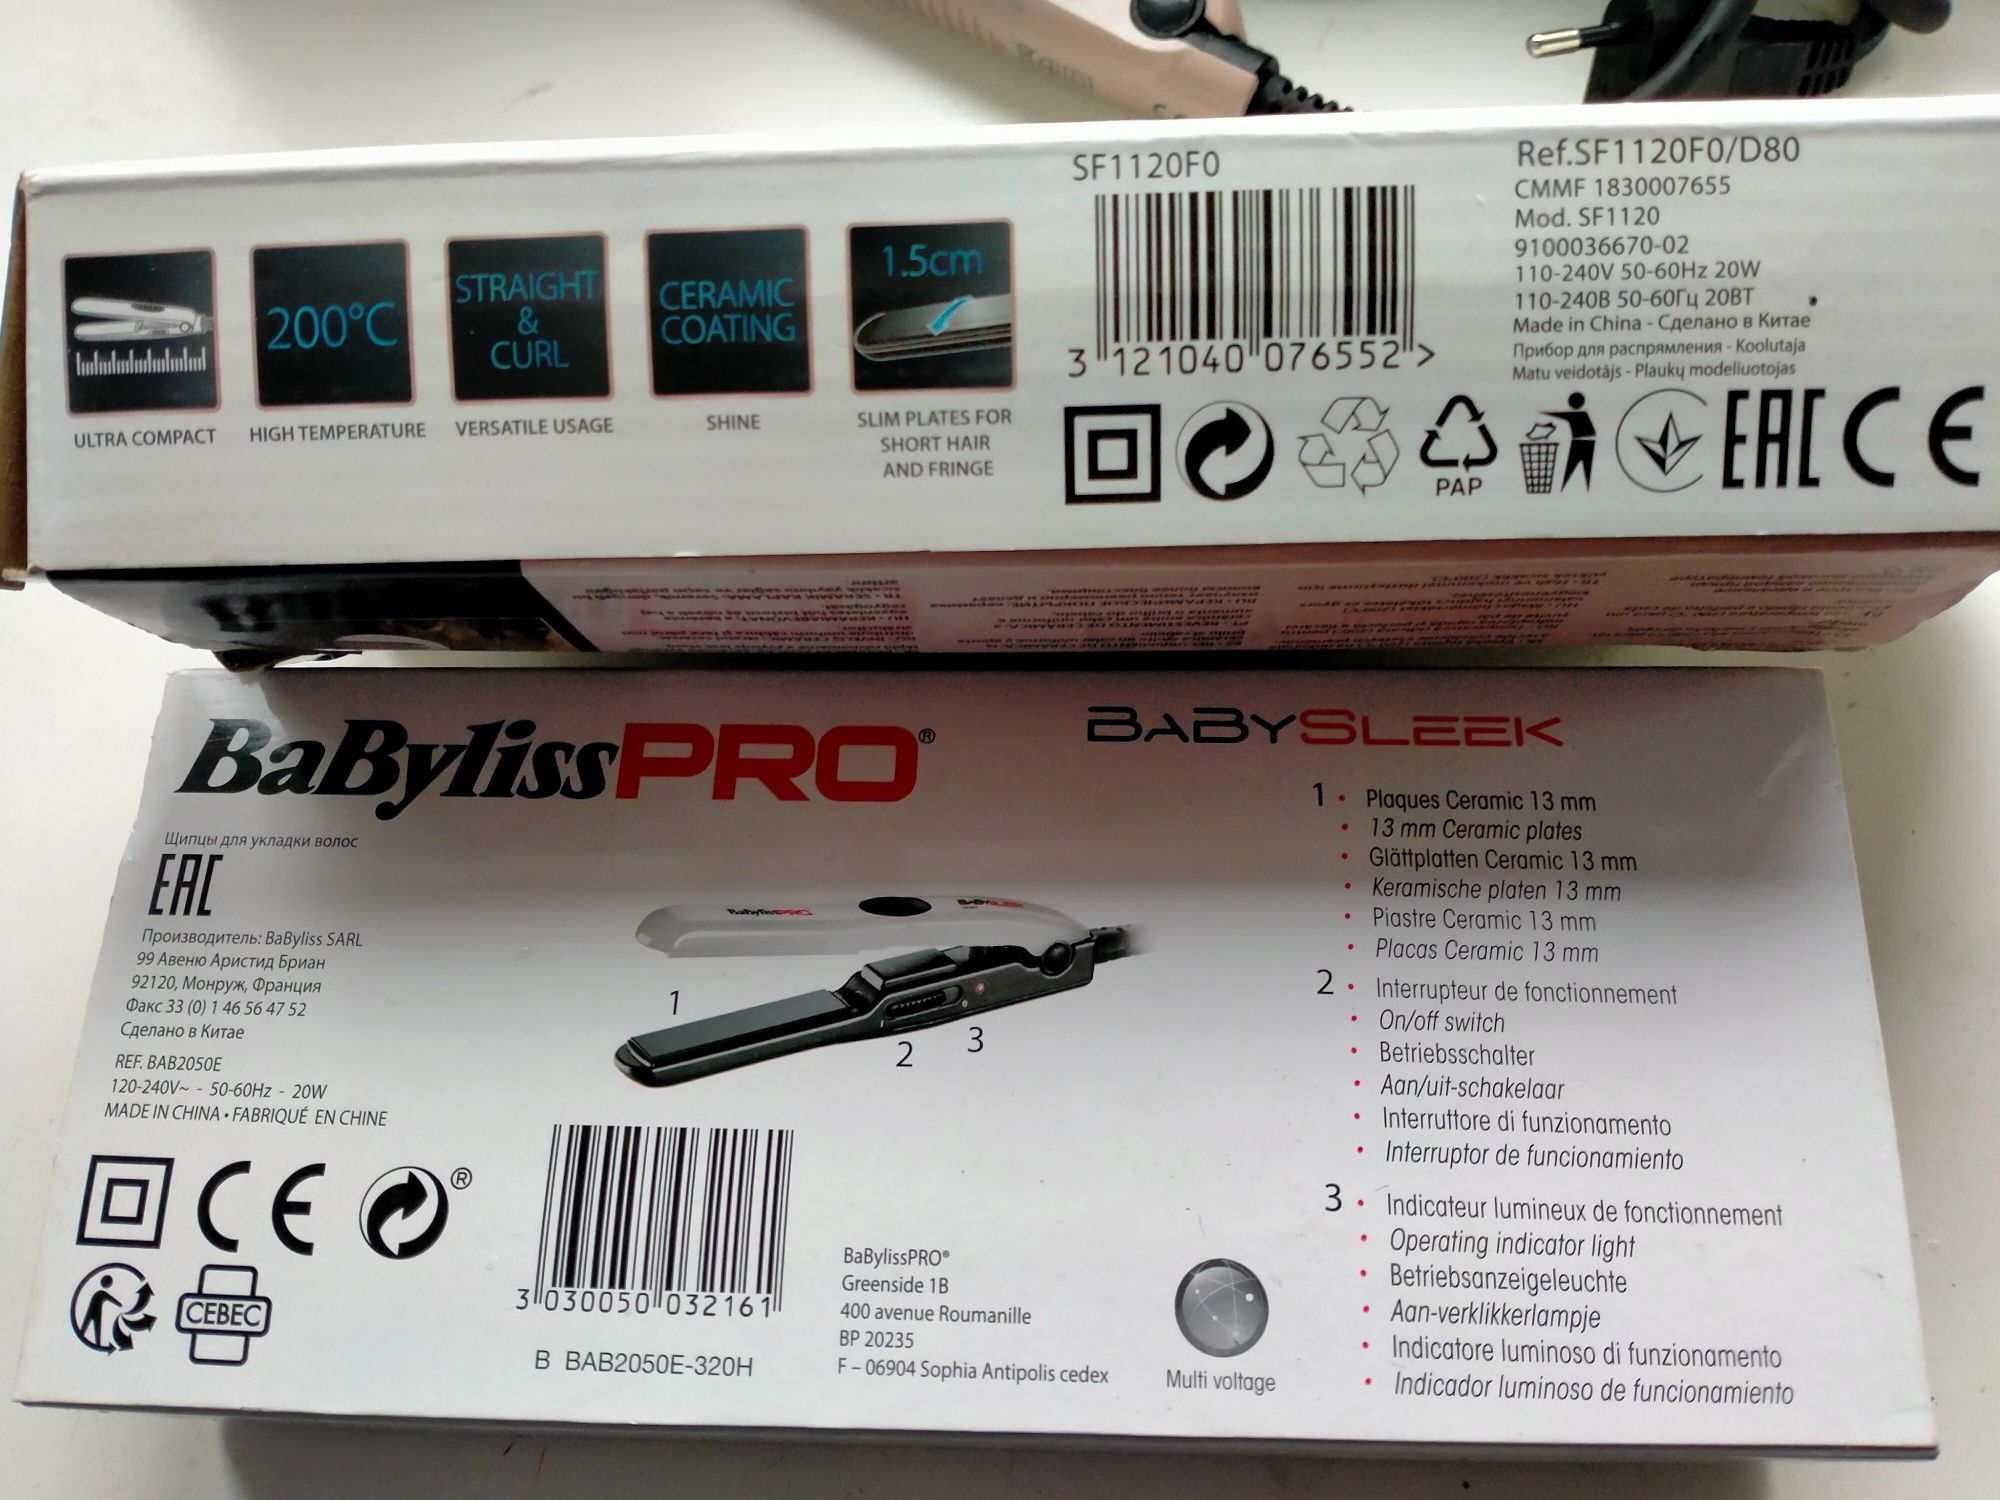 SF1120F0
3 121040 076552 >
Ref.SF1120F0/D80
CMMF 1830007655
Mod. SF1120
9100036670-02
110-240V 50-60Hz 20W
110-240В 50-60Гц 20ВТ
Made in China - Сделано в Китае
Прибор для распрямления - Koolutaja
Matu veidotājs - Plaukų modeliuotojas
PAP
EAC CE
ULTRA COMPACT
200°C
HIGH TEMPERATURE
STRAIGHT
&
CURL
VERSATILE USAGE
CERAMIC
COATING
SHINE
1.5cm
SLIM PLATES FOR
SHORT HAIR
AND FRINGE
BaBylissPRO®
BABYSLEEK
Щипцы для укладки волос
EAC
Производитель: BaByliss SARL
99 Авеню Аристид Бриан
92120, Монруж, Франция
Факс 33 (0) 1 46 56 47 52
Сделано в Китае
REF. BAB2050E
120-240V~ - 50-60Hz - 20W
MADE IN CHINA • FABRIQUÉ EN CHINE
CE
®
CEBEC
BaBylissPRO BABYSLEEK
1
2
3
3 030050 032161
B BAB2050E-320H
BaBylissPRO®
Greenside 1B
400 avenue Roumanille
BP 20235
F – 06904 Sophia Antipolis cedex
Multi voltage
1 • Plaques Ceramic 13 mm
• 13 mm Ceramic plates
• Glättplatten Ceramic 13 mm
• Keramische platen 13 mm
• Piastre Ceramic 13 mm
• Placas Ceramic 13 mm
2 • Interrupteur de fonctionnement
• On/off switch
• Betriebsschalter
• Aan/uit-schakelaar
• Interruttore di funzionamento
• Interruptor de funcionamiento
3 • Indicateur lumineux de fonctionnement
• Operating indicator light
• Betriebsanzeigeleuchte
• Aan-verklikkerlampje
• Indicatore luminoso di funzionamento
• Indicador luminoso de funcionamiento